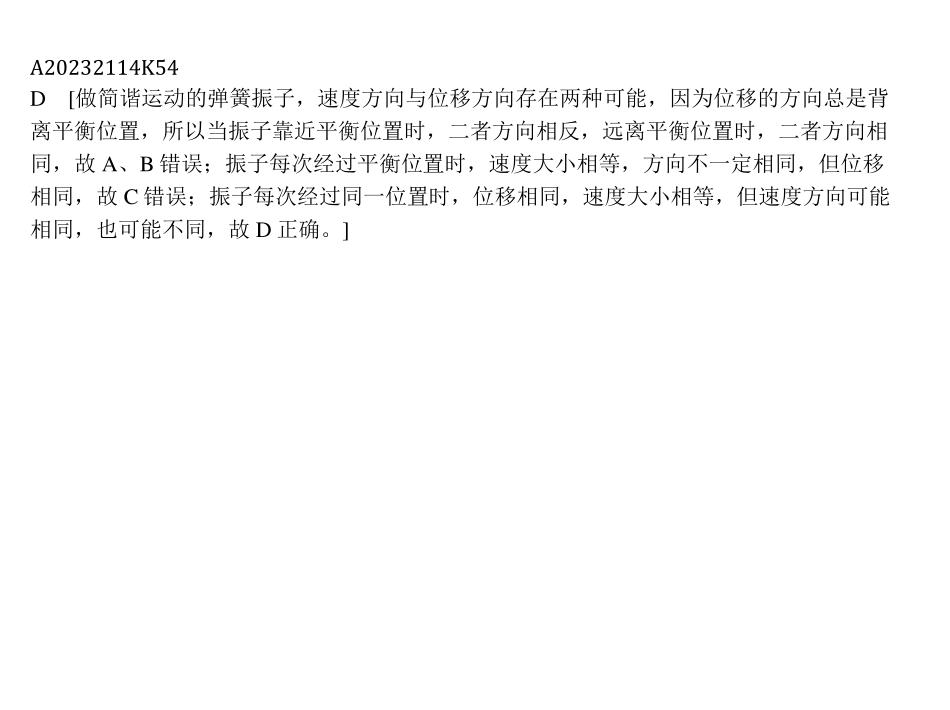 A20232114K54
D [做简谐运动的弹簧振子，速度方向与位移方向存在两种可能，因为位移的方向总是背
离平衡位置，所以当振子靠近平衡位置时，二者方向相反，远离平衡位置时，二者方向相
同，故 A、B 错误；振子每次经过平衡位置时，速度大小相等，方向不一定相同，但位移
相同，故 C 错误；振子每次经过同一位置时，位移相同，速度大小相等，但速度方向可能
相同，也可能不同，故 D 正确。]